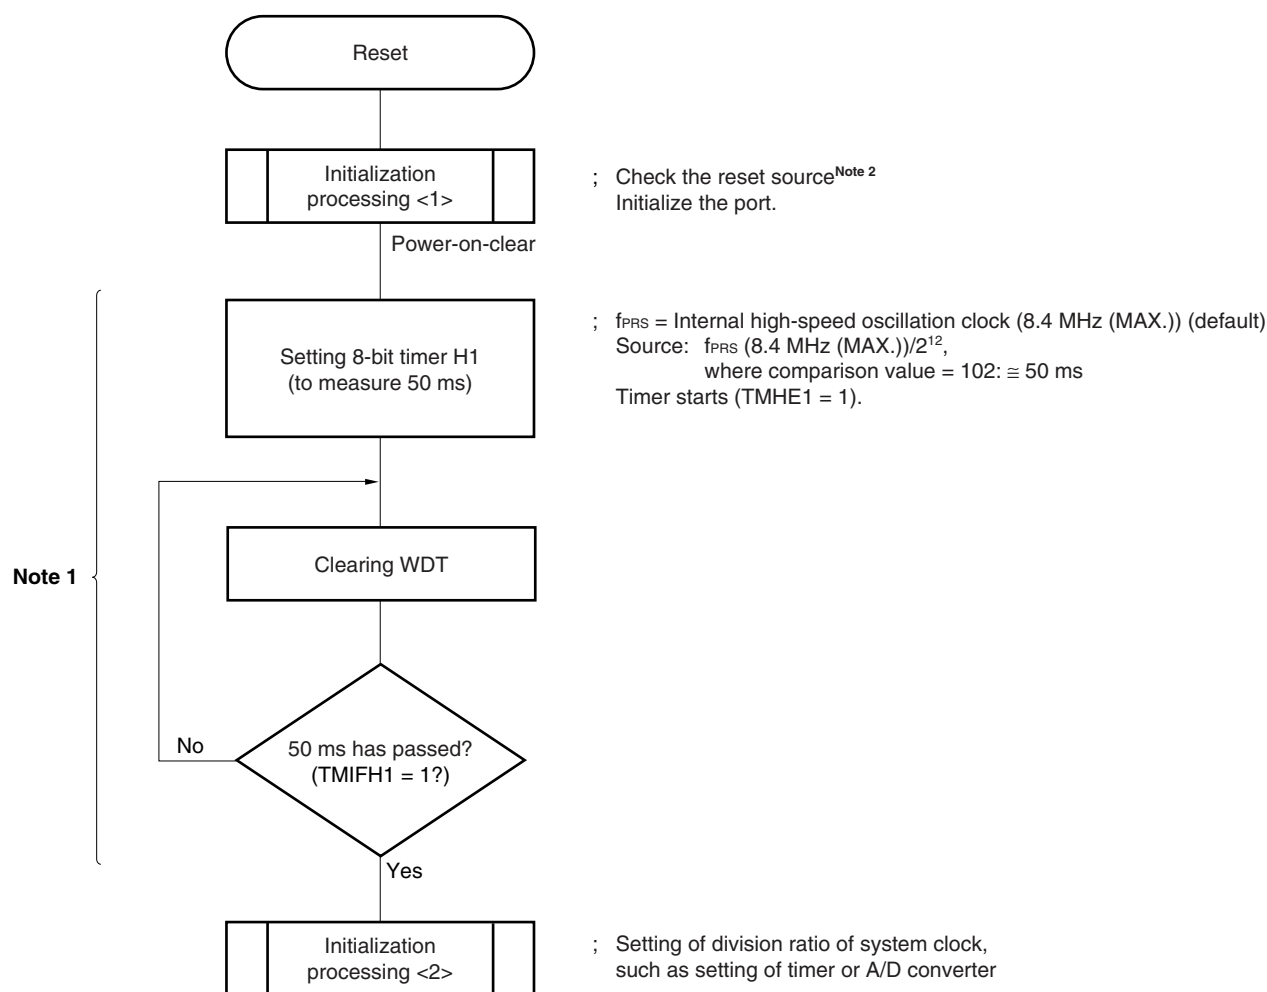 Reset
Initialization
processing <1>
; Check the reset sourceNote 2
Initialize the port.
Power-on-clear
Setting 8-bit timer H1
(to measure 50 ms)
; fPRS = Internal high-speed oscillation clock (8.4 MHz (MAX.)) (default)
Source: fPRS (8.4 MHz (MAX.))/2¹²,
where comparison value = 102: ≅ 50 ms
Timer starts (TMHE1 = 1).
Clearing WDT
Note 1
No
50 ms has passed?
(TMIFH1 = 1?)
Yes
Initialization
processing <2>
; Setting of division ratio of system clock,
such as setting of timer or A/D converter